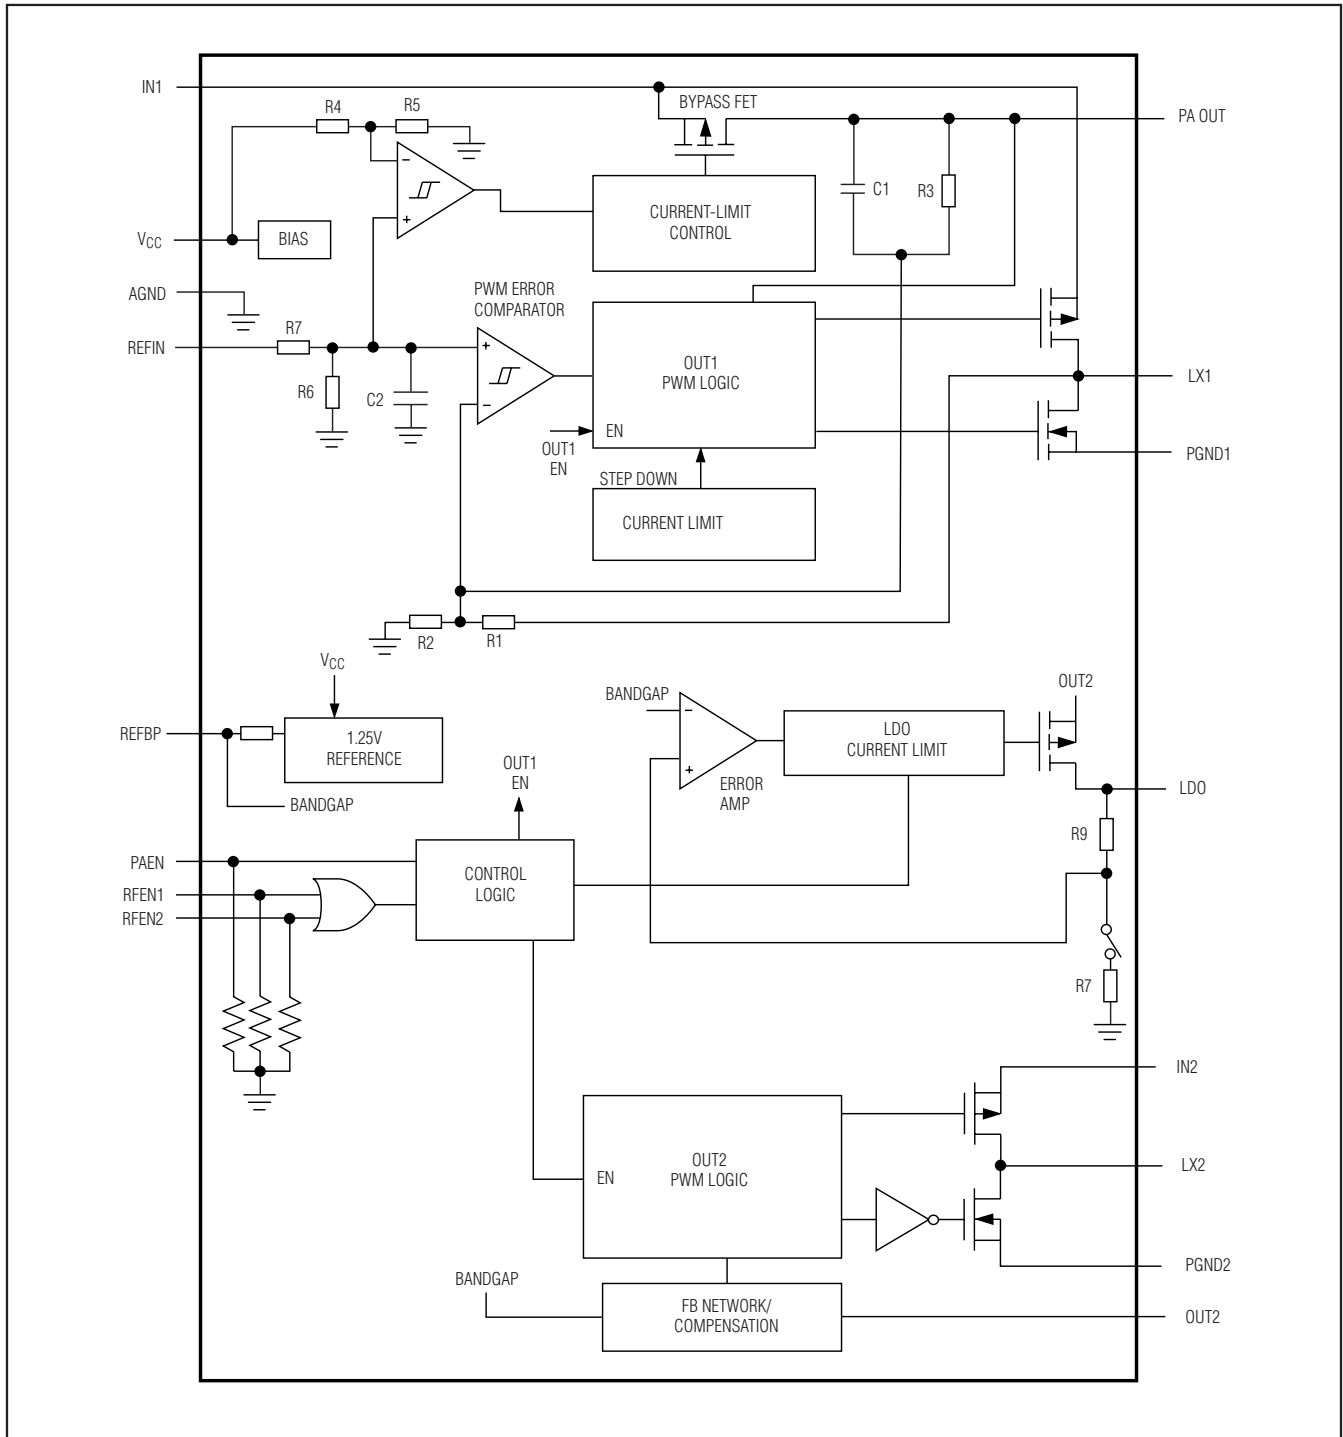 IN1
R4
R5
BYPASS FET
PA OUT
C1
R3
CURRENT-LIMIT
CONTROL
VCC
BIAS
AGND
PWM ERROR
COMPARATOR
R7
REFIN
OUT1
PWM LOGIC
R6
C2
LX1
EN
OUT1
EN
PGND1
STEP DOWN
CURRENT LIMIT
R2
R1
VCC
BANDGAP
OUT2
REFBP
1.25V
REFERENCE
LDO
CURRENT LIMIT
OUT1
EN
ERROR
AMP
LDO
BANDGAP
R9
PAEN
CONTROL
LOGIC
RFEN1
RFEN2
R7
IN2
OUT2
PWM LOGIC
EN
LX2
PGND2
BANDGAP
FB NETWORK/
COMPENSATION
OUT2